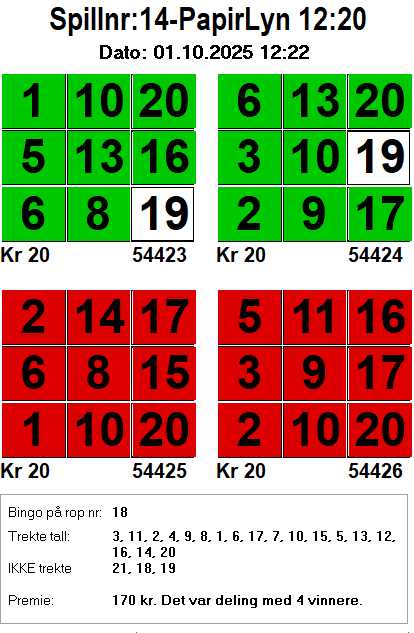 Spillnr:14-PapirLyn 12:20
Dato: 01.10.2025 12:22
1 10 20 6 13 20
5 13 16 3 10 19
6 8 19 2 9 17
Kr 20 54423 Kr 20 54424
2 14 17 5 11 16
6 8 15 3 9 17
1 10 20 2 10 20
Kr 20 54425 Kr 20 54426
Bingo på rop nr: 18
Trekte tall: 3, 11, 2, 4, 9, 8, 1, 6, 17, 7, 10, 15, 5, 13, 12,
16, 14, 20
IKKE trekte 21, 18, 19
Premie: 170 kr. Det var deling med 4 vinnere.